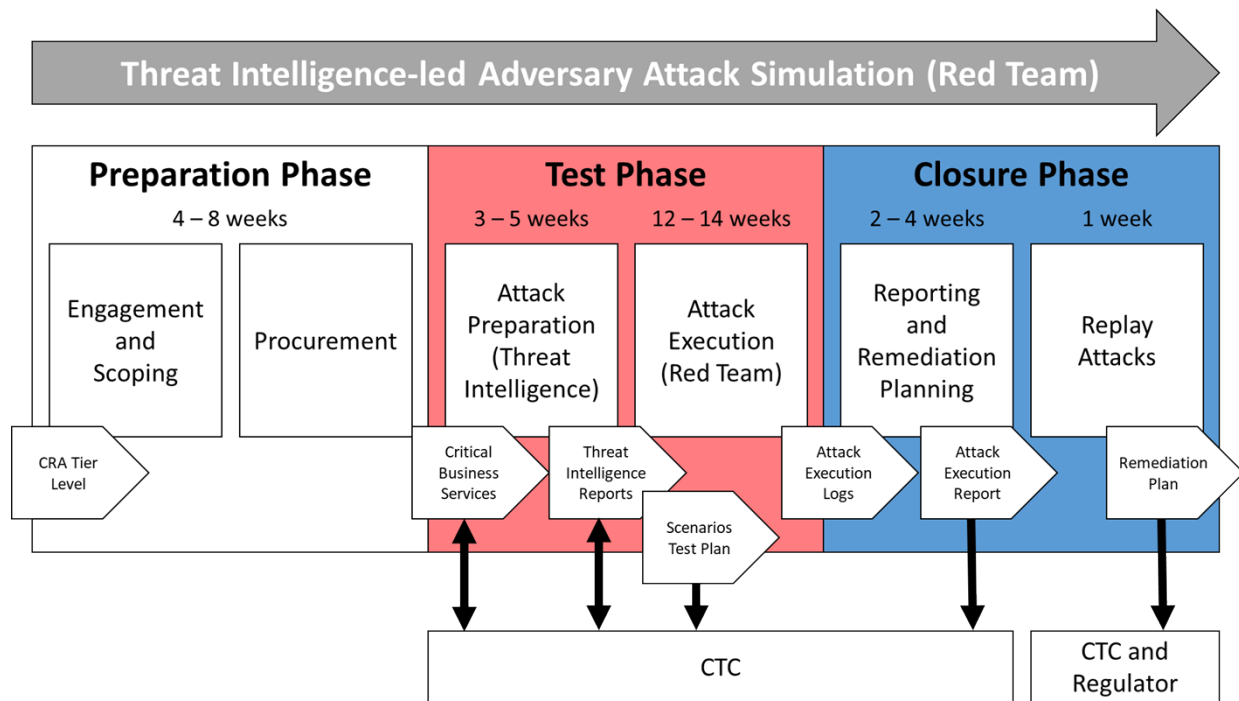 Threat Intelligence-led Adversary Attack Simulation (Red Team)
Preparation Phase
4 – 8 weeks
Engagement
and
Scoping
Procurement
CRA Tier
Level
Test Phase
3 – 5 weeks
12 – 14 weeks
Attack
Preparation
(Threat
Intelligence)
Attack
Execution
(Red Team)
Critical
Business
Services
Threat
Intelligence
Reports
Scenarios
Test Plan
Closure Phase
2 – 4 weeks
1 week
Reporting
and
Remediation
Planning
Replay
Attacks
Attack
Execution
Logs
Attack
Execution
Report
Remediation
Plan
CTC
CTC and
Regulator